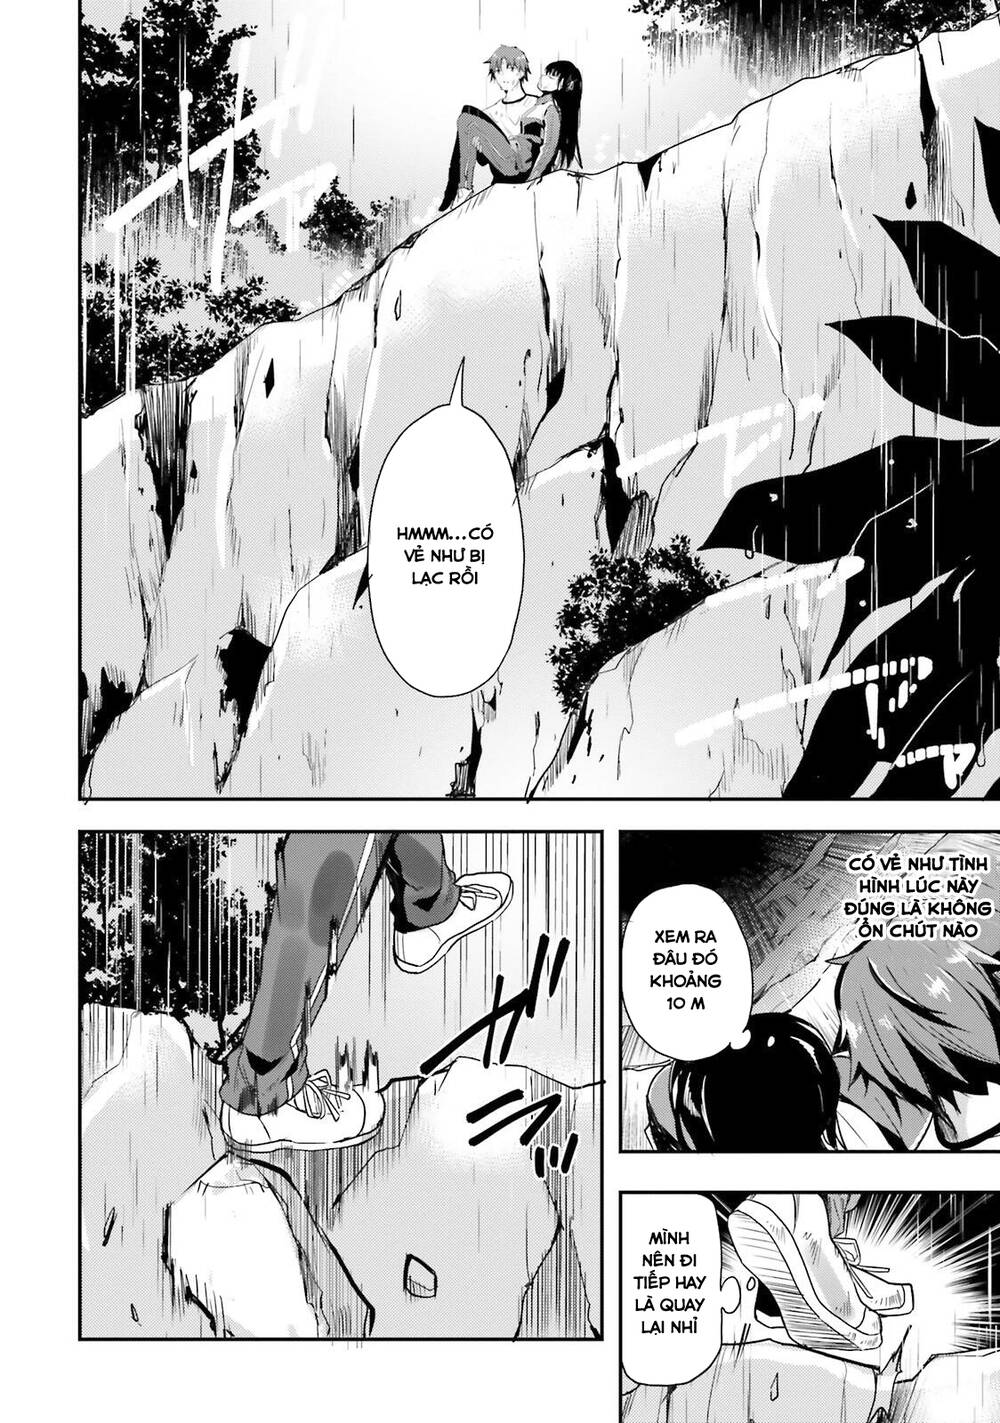 HMMM...CÓ
VẺ NHƯ BỊ
LẠC RỒI
CÓ VẺ NHƯ TÌNH
HÌNH LÚC NÀY
ĐÚNG LÀ KHÔNG
ỔN CHÚT NÀO
XEM RA
ĐÂU ĐÓ
KHOẢNG
10 M
MÌNH
NÊN ĐI
TIẾP HAY
LÀ QUAY
LẠI NHỈ